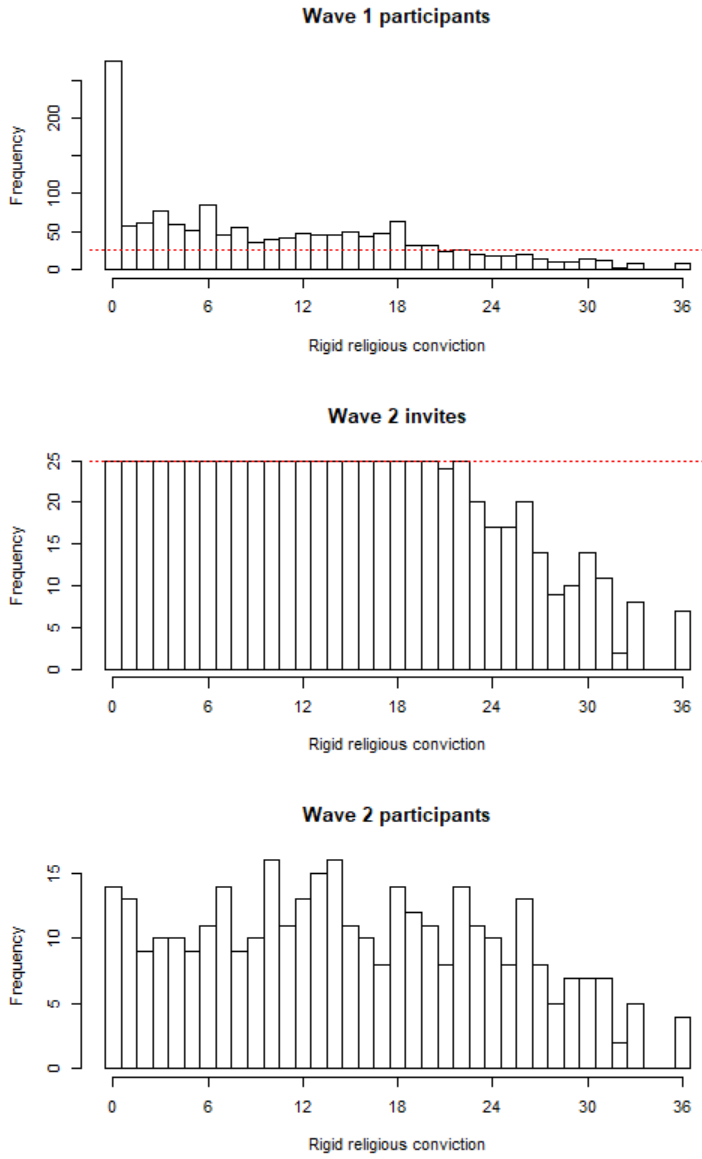 Wave 1 participants
Frequency
0 50 100 200
0 6 12 18 24 30 36
Rigid religious conviction
Wave 2 invites
Frequency
0 5 10 15 20 25
0 6 12 18 24 30 36
Rigid religious conviction
Wave 2 participants
Frequency
0 5 10 15
0 6 12 18 24 30 36
Rigid religious conviction